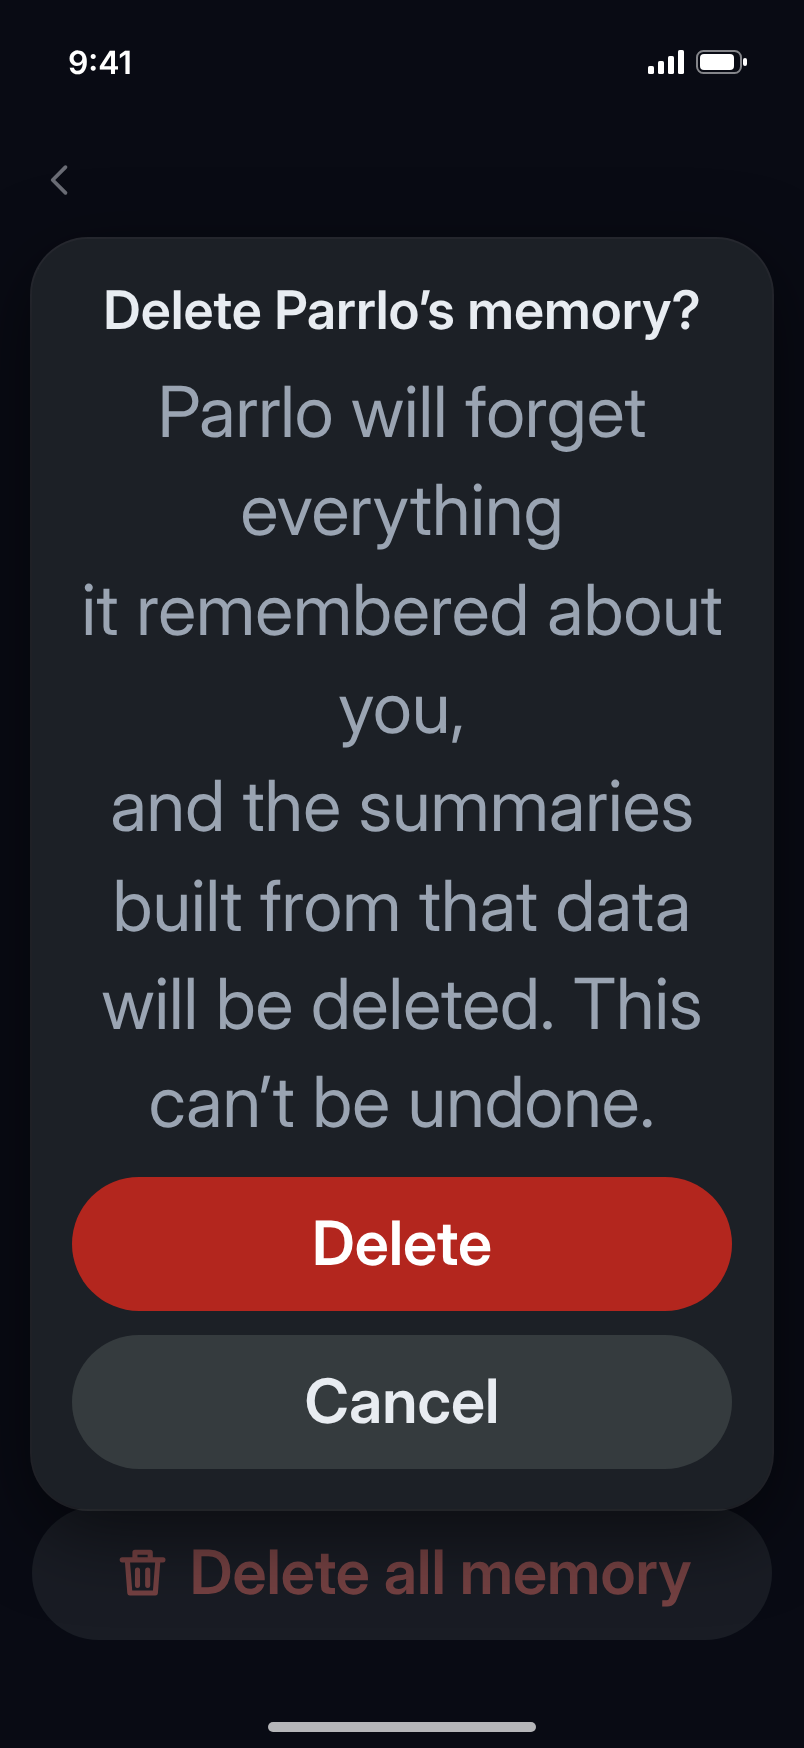 9:41
Delete Parrlo’s memory?
Parrlo will forget
everything
it remembered about
you,
and the summaries
built from that data
will be deleted. This
can’t be undone.
Delete
Cancel
Delete all memory